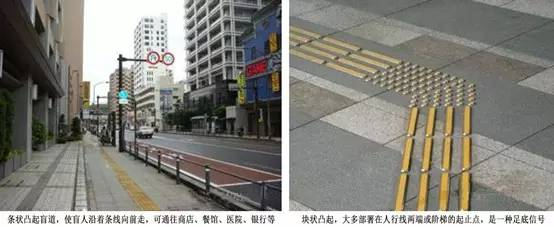 GAME
条状凸起盲道，使盲人沿着条线向前走，可通往商店、餐馆、医院、银行等
块状凸起，大多部署在人行线两端或阶梯的起止点，是一种足底信号